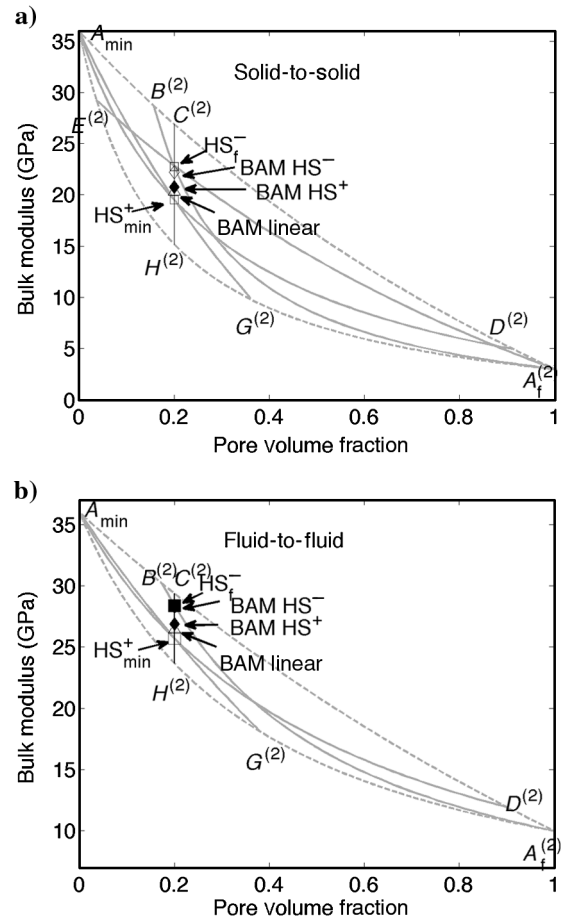 a)
A_min
Solid-to-solid
B^(2)
C^(2)
E^(2)
HS_f^−
BAM HS^−
BAM HS^+
HS_min^+
BAM linear
H^(2)
G^(2)
D^(2)
A_f^(2)
35
30
25
20
15
10
5
0
Bulk modulus (GPa)
0 0.2 0.4 0.6 0.8 1
Pore volume fraction
b)
A_min
Fluid-to-fluid
B^(2) C^(2)
HS_f^−
BAM HS^−
BAM HS^+
HS_min^+
BAM linear
H^(2)
G^(2)
D^(2)
A_f^(2)
35
30
25
20
15
10
Bulk modulus (GPa)
0 0.2 0.4 0.6 0.8 1
Pore volume fraction